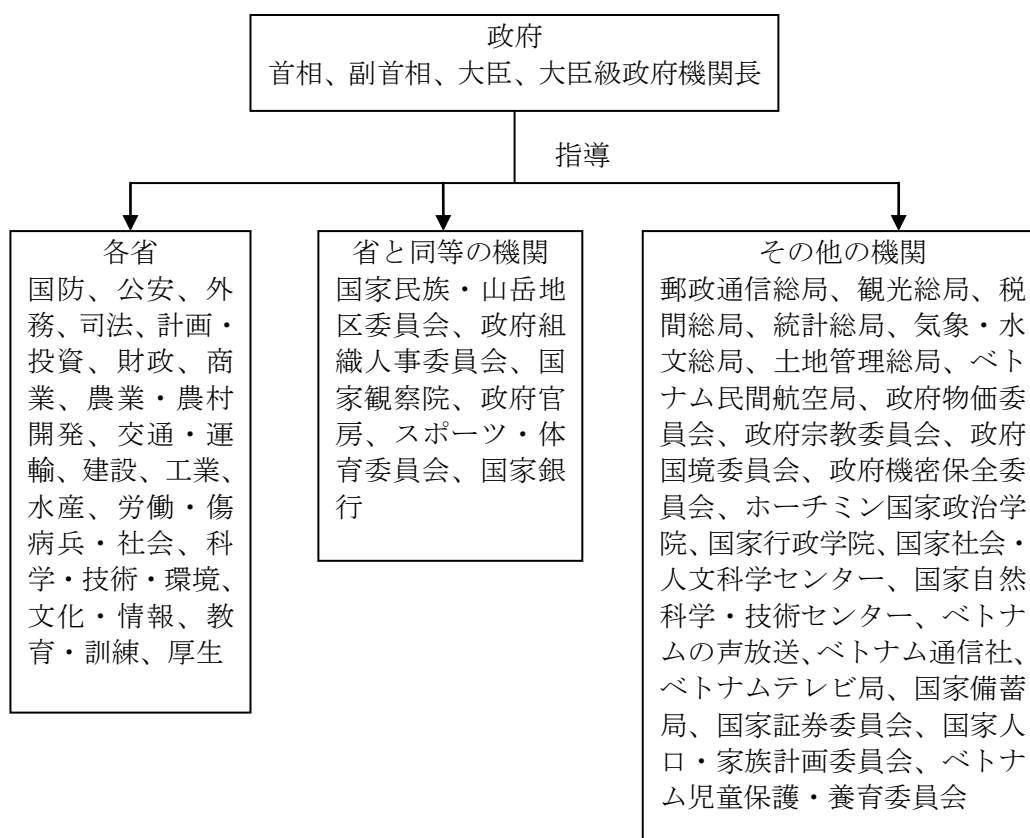 政府
首相、副首相、大臣、大臣級政府機関長
指導
各省
国防、公安、外
務、司法、計画・
投資、財政、商
業、農業・農村
開発、交通・運
輸、建設、工業、
水産、労働・傷
病兵・社会、科
学・技術・環境、
文化・情報、教
育・訓練、厚生
省と同等の機関
国家民族・山岳地
区委員会、政府組
織人事委員会、国
家観察院、政府官
房、スポーツ・体
育委員会、国家銀
行
その他の機関
郵政通信総局、観光総局、税
間総局、統計総局、気象・水
文総局、土地管理総局、ベト
ナム民間航空局、政府物価委
員会、政府宗教委員会、政府
国境委員会、政府機密保全委
員会、ホーチミン国家政治学
院、国家行政学院、国家社会・
人文科学センター、国家自然
科学・技術センター、ベトナ
ムの声放送、ベトナム通信社、
ベトナムテレビ局、国家備蓄
局、国家証券委員会、国家人
口・家族計画委員会、ベトナ
ム児童保護・養育委員会